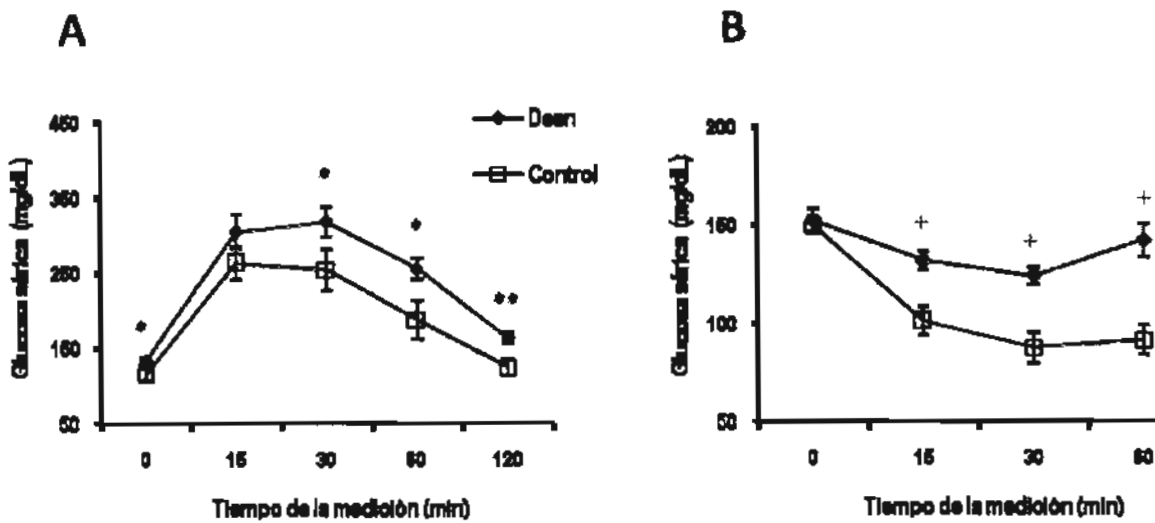 A
Desn
Control
450
350
250
150
50
Glucosa sérica (mg/dL)
*
*
*
**
0 15 30 60 120
Tiempo de la medición (min)
B
200
150
100
50
Glucosa sérica (mg/dL)
+
+
+
0 15 30 60
Tiempo de la medición (min)